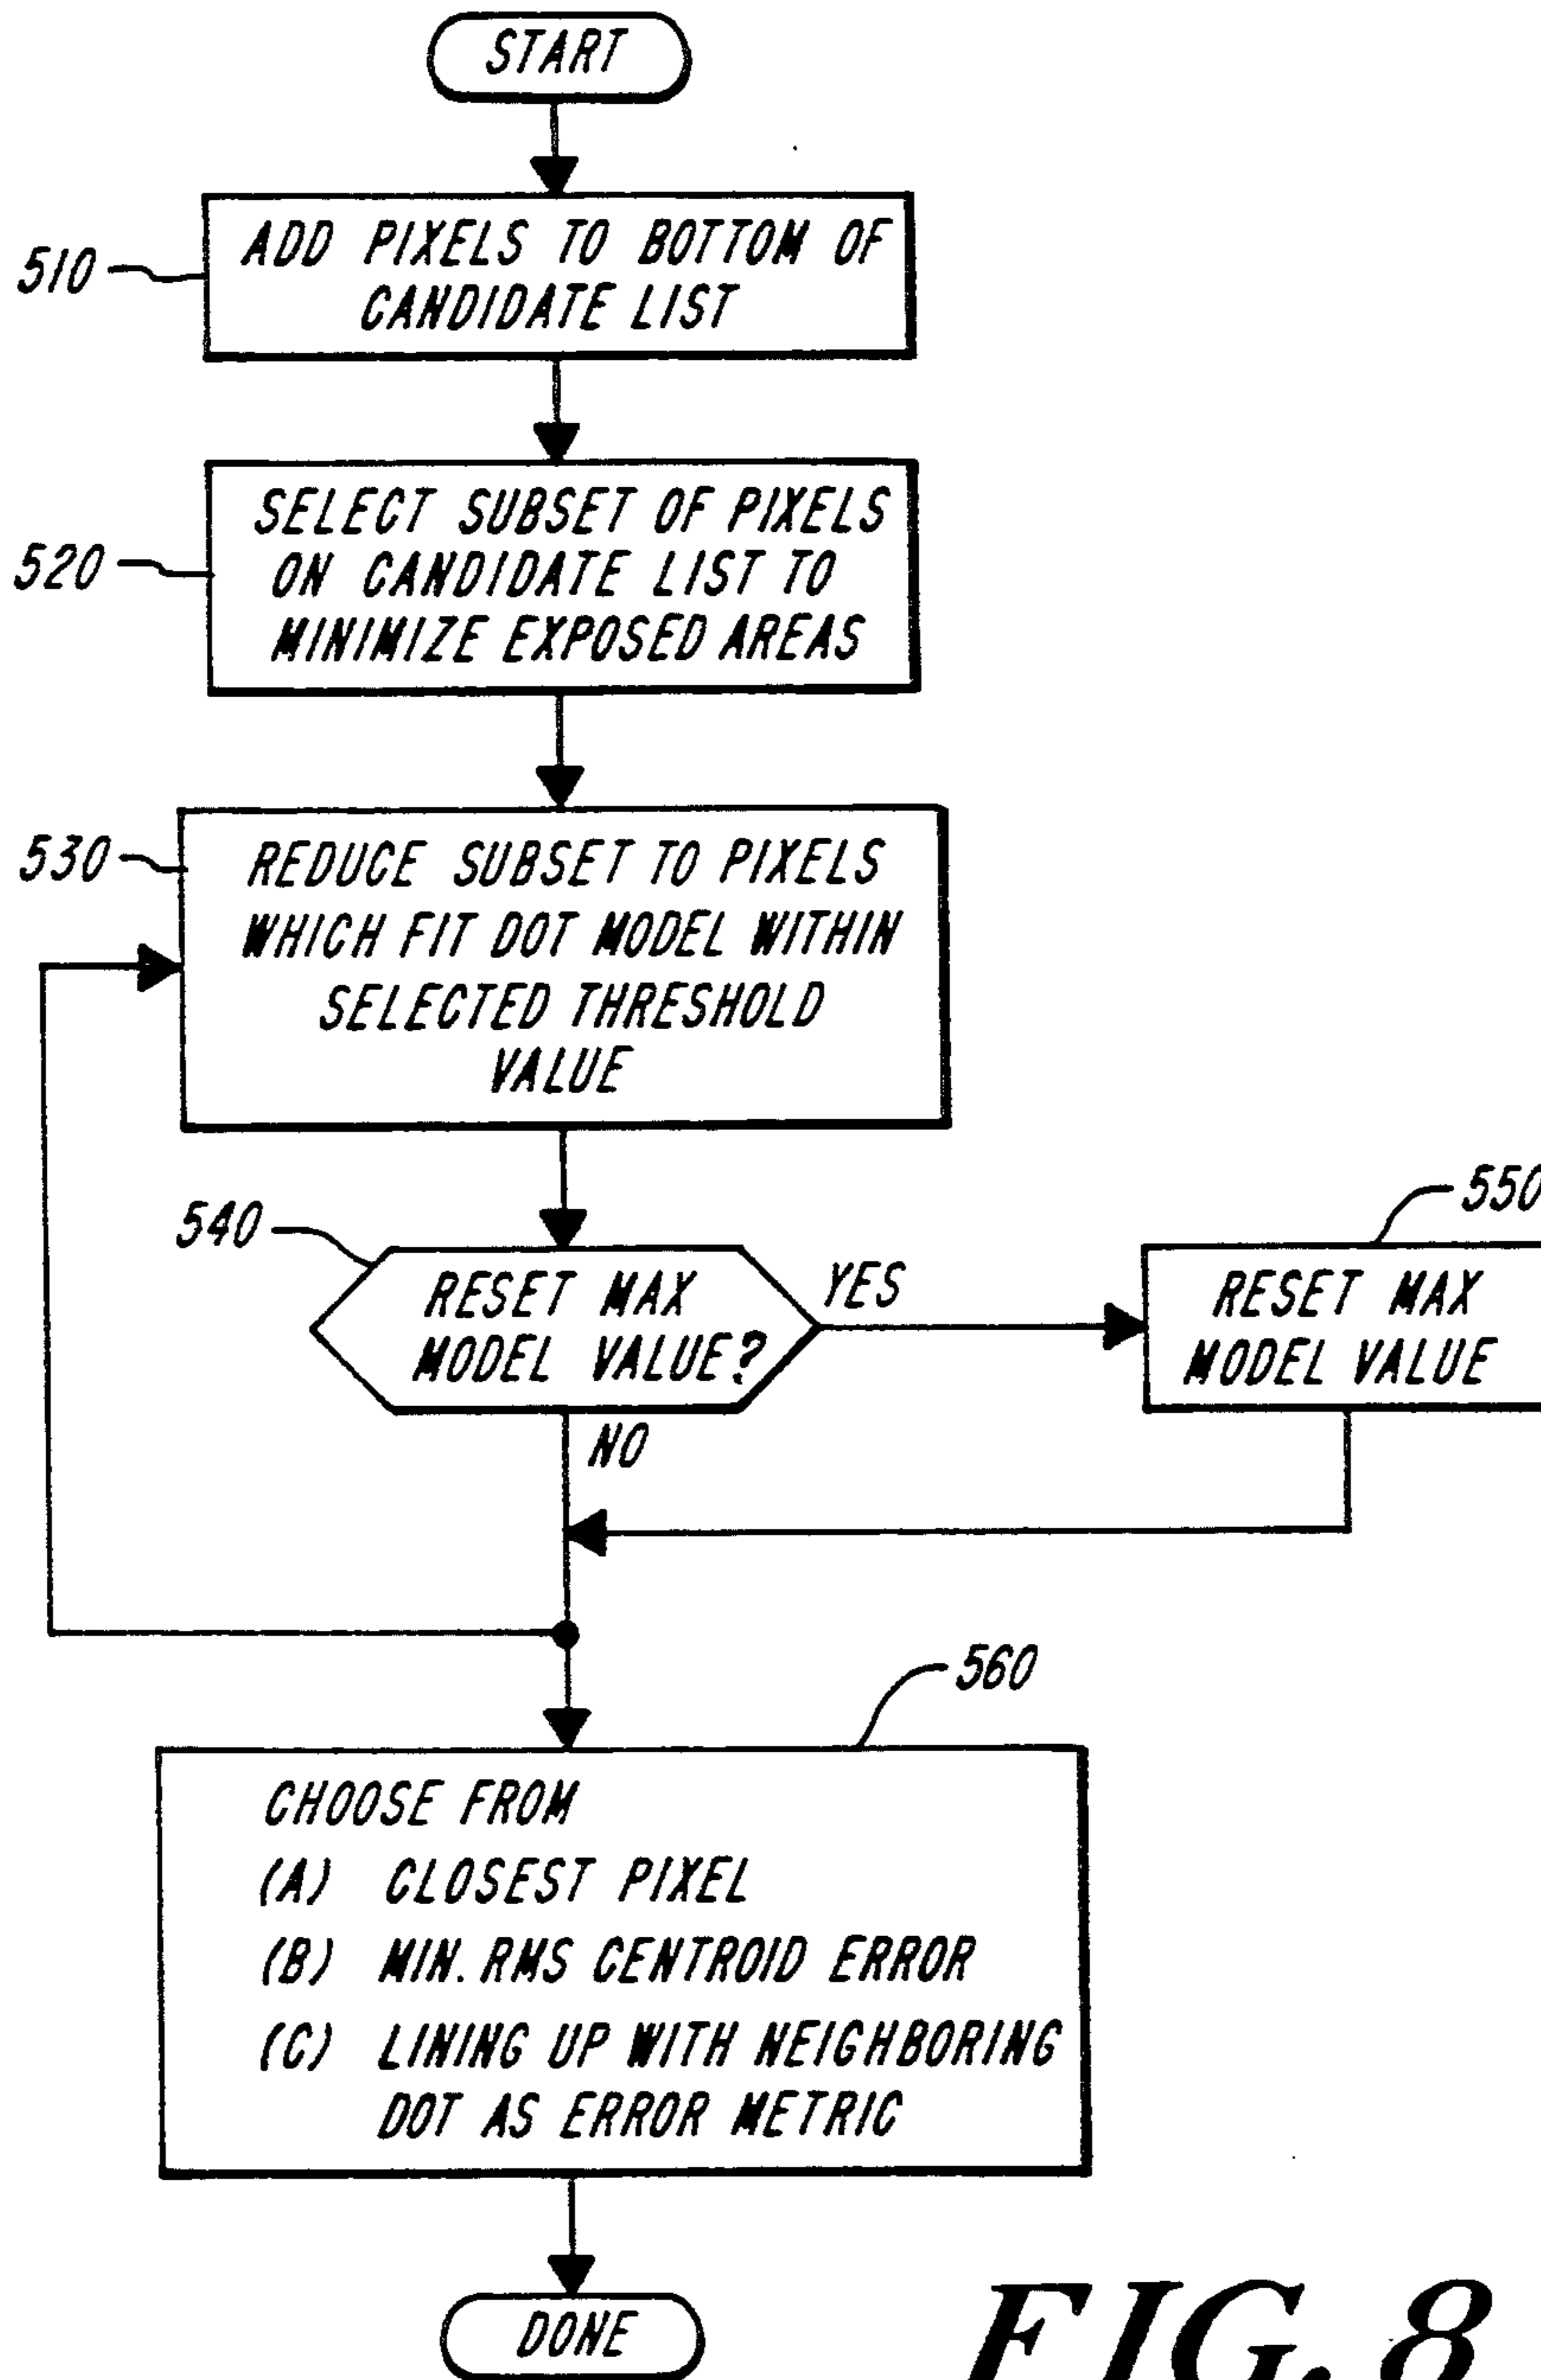 START
510
ADD PIXELS TO BOTTOM OF
CANDIDATE LIST
520
SELECT SUBSET OF PIXELS
ON CANDIDATE LIST TO
MINIMIZE EXPOSED AREAS
530
REDUCE SUBSET TO PIXELS
WHICH FIT DOT MODEL WITHIN
SELECTED THRESHOLD
VALUE
540
RESET MAX
MODEL VALUE?
YES
NO
550
RESET MAX
MODEL VALUE
560
CHOOSE FROM
(A) CLOSEST PIXEL
(B) MIN. RMS CENTROID ERROR
(C) LINING UP WITH NEIGHBORING
DOT AS ERROR METRIC
DONE
FIG. 8